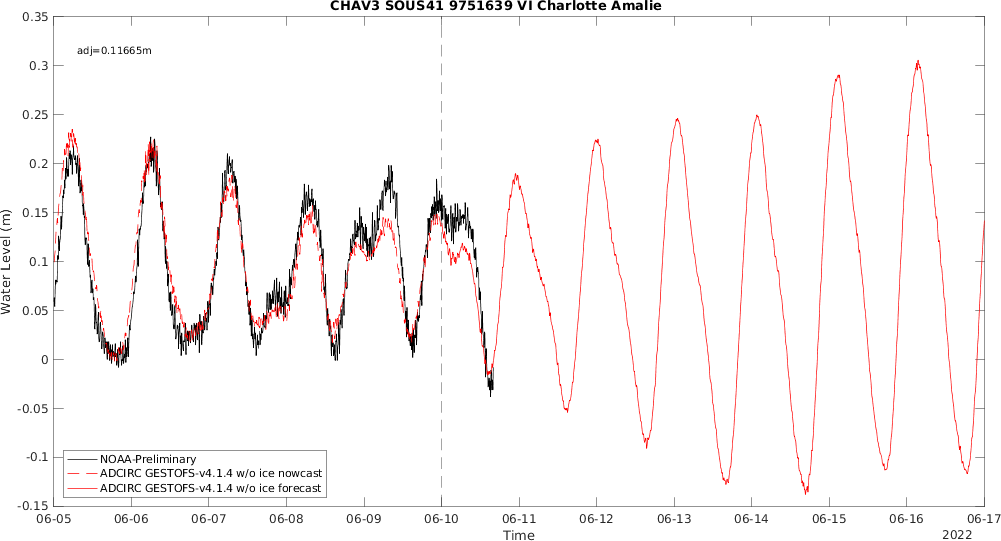 CHAV3 SOUS41 9751639 VI Charlotte Amalie
adj=0.11665m
Water Level (m)
0.35
0.3
0.25
0.2
0.15
0.1
0.05
0
-0.05
-0.1
-0.15
NOAA-Preliminary
ADCIRC GESTOFS-v4.1.4 w/o ice nowcast
ADCIRC GESTOFS-v4.1.4 w/o ice forecast
06-05 06-06 06-07 06-08 06-09 06-10 06-11 06-12 06-13 06-14 06-15 06-16 06-17
Time
2022